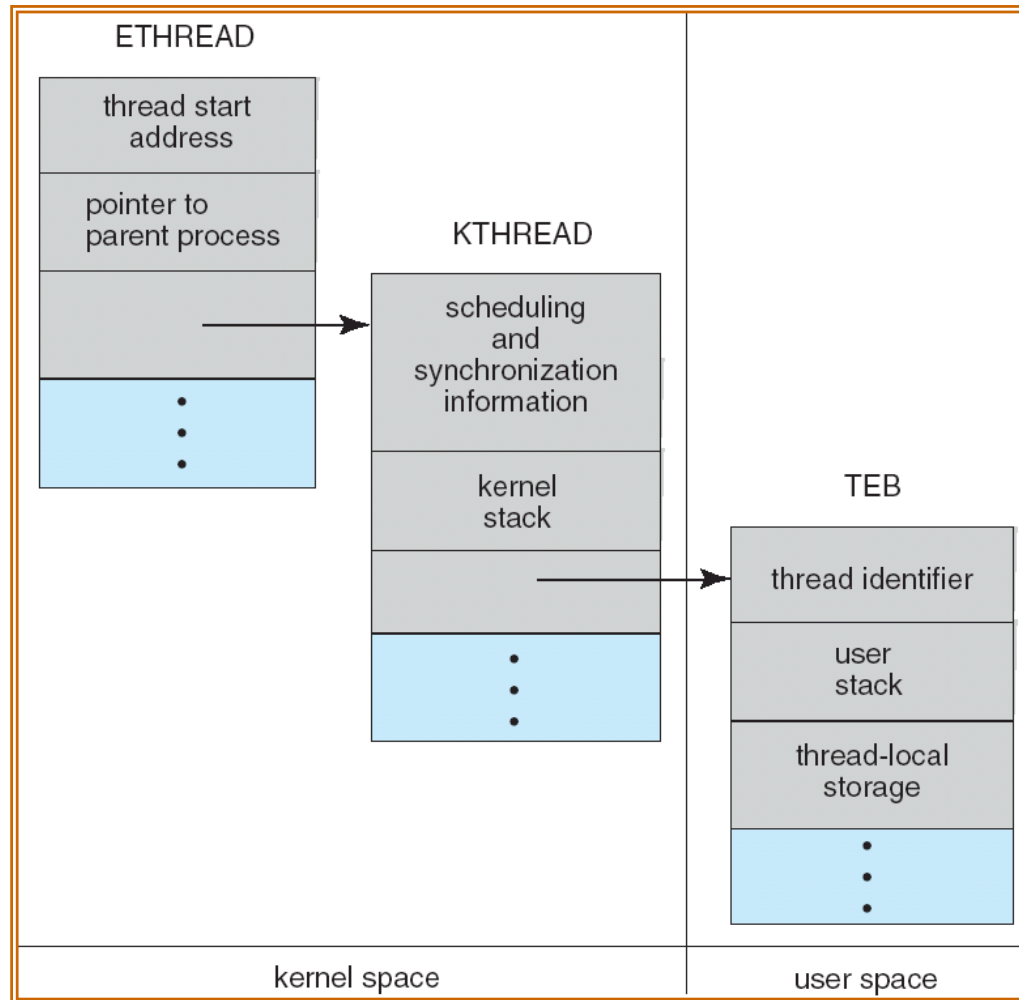 ETHREAD
thread start
address
pointer to
parent process
KTHREAD
scheduling
and
synchronization
information
kernel
stack
TEB
thread identifier
user
stack
thread-local
storage
kernel space
user space